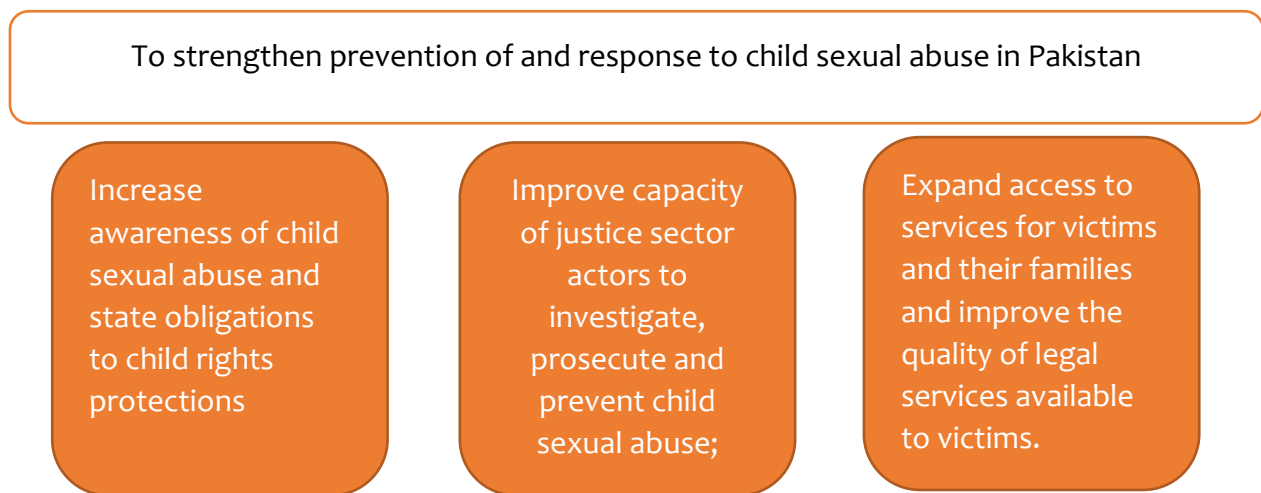 To strengthen prevention of and response to child sexual abuse in Pakistan
Increase
awareness of child
sexual abuse and
state obligations
to child rights
protections
Improve capacity
of justice sector
actors to
investigate,
prosecute and
prevent child
sexual abuse;
Expand access to
services for victims
and their families
and improve the
quality of legal
services available
to victims.